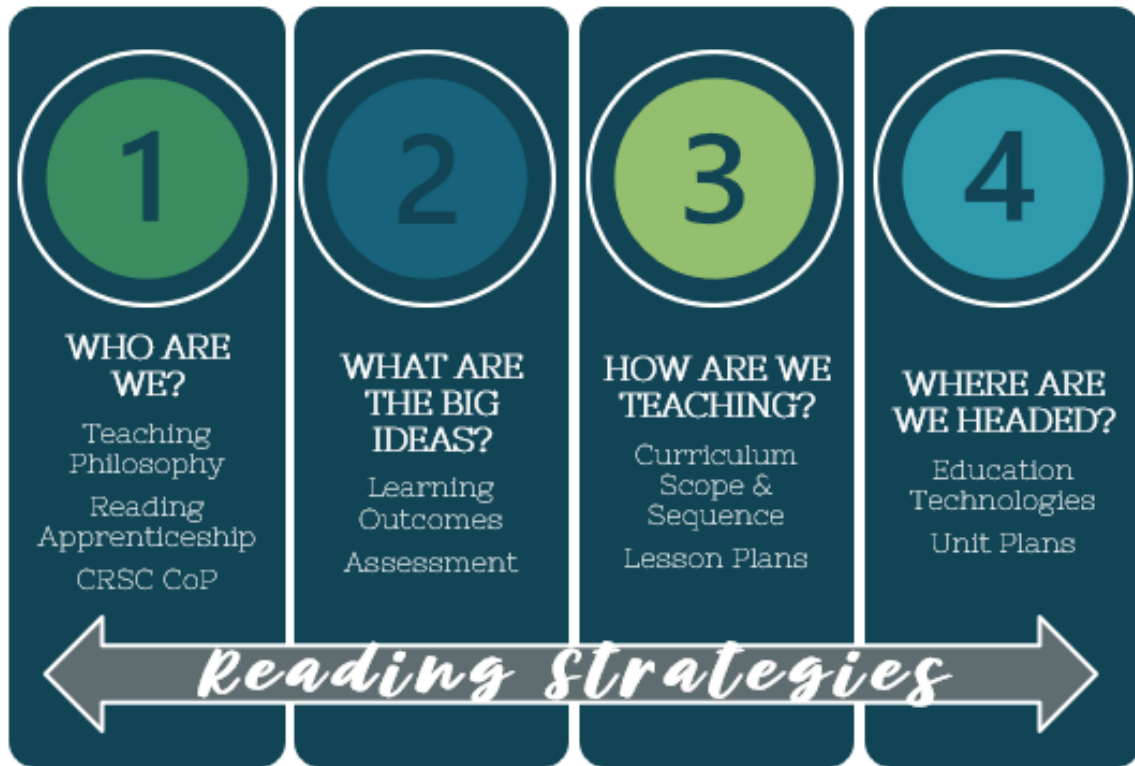 1
WHO ARE
WE?
Teaching
Philosophy
Reading
Apprenticeship
CRSC CoP
2
WHAT ARE
THE BIG
IDEAS?
Learning
Outcomes
Assessment
3
HOW ARE WE
TEACHING?
Curriculum
Scope &
Sequence
Lesson Plans
4
WHERE ARE
WE HEADED?
Education
Technologies
Unit Plans
Reading Strategies